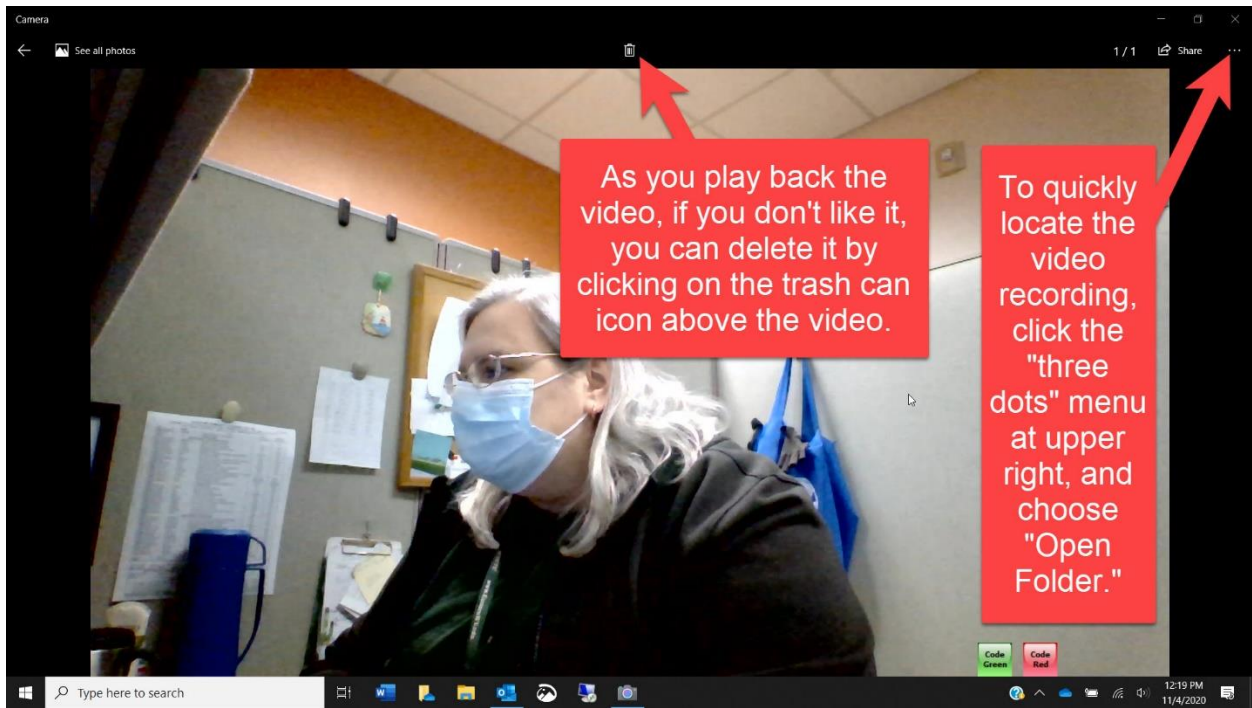 Camera
See all photos
1 / 1
Share
As you play back the
video, if you don't like it,
you can delete it by
clicking on the trash can
icon above the video.
To quickly
locate the
video
recording,
click the
"three
dots" menu
at upper
right, and
choose
"Open
Folder."
Code
Green
Code
Red
Type here to search
12:19 PM
11/4/2020